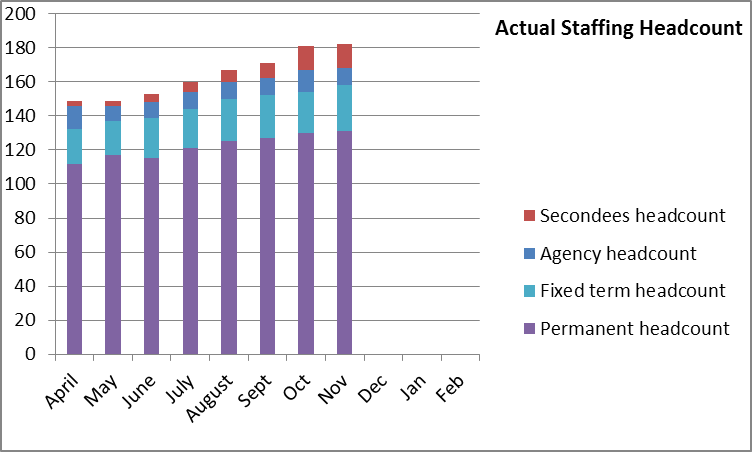 Actual Staffing Headcount
200
180
160
140
120
100
80
60
40
20
0
April
May
June
July
August
Sept
Oct
Nov
Dec
Jan
Feb
Secondees headcount
Agency headcount
Fixed term headcount
Permanent headcount